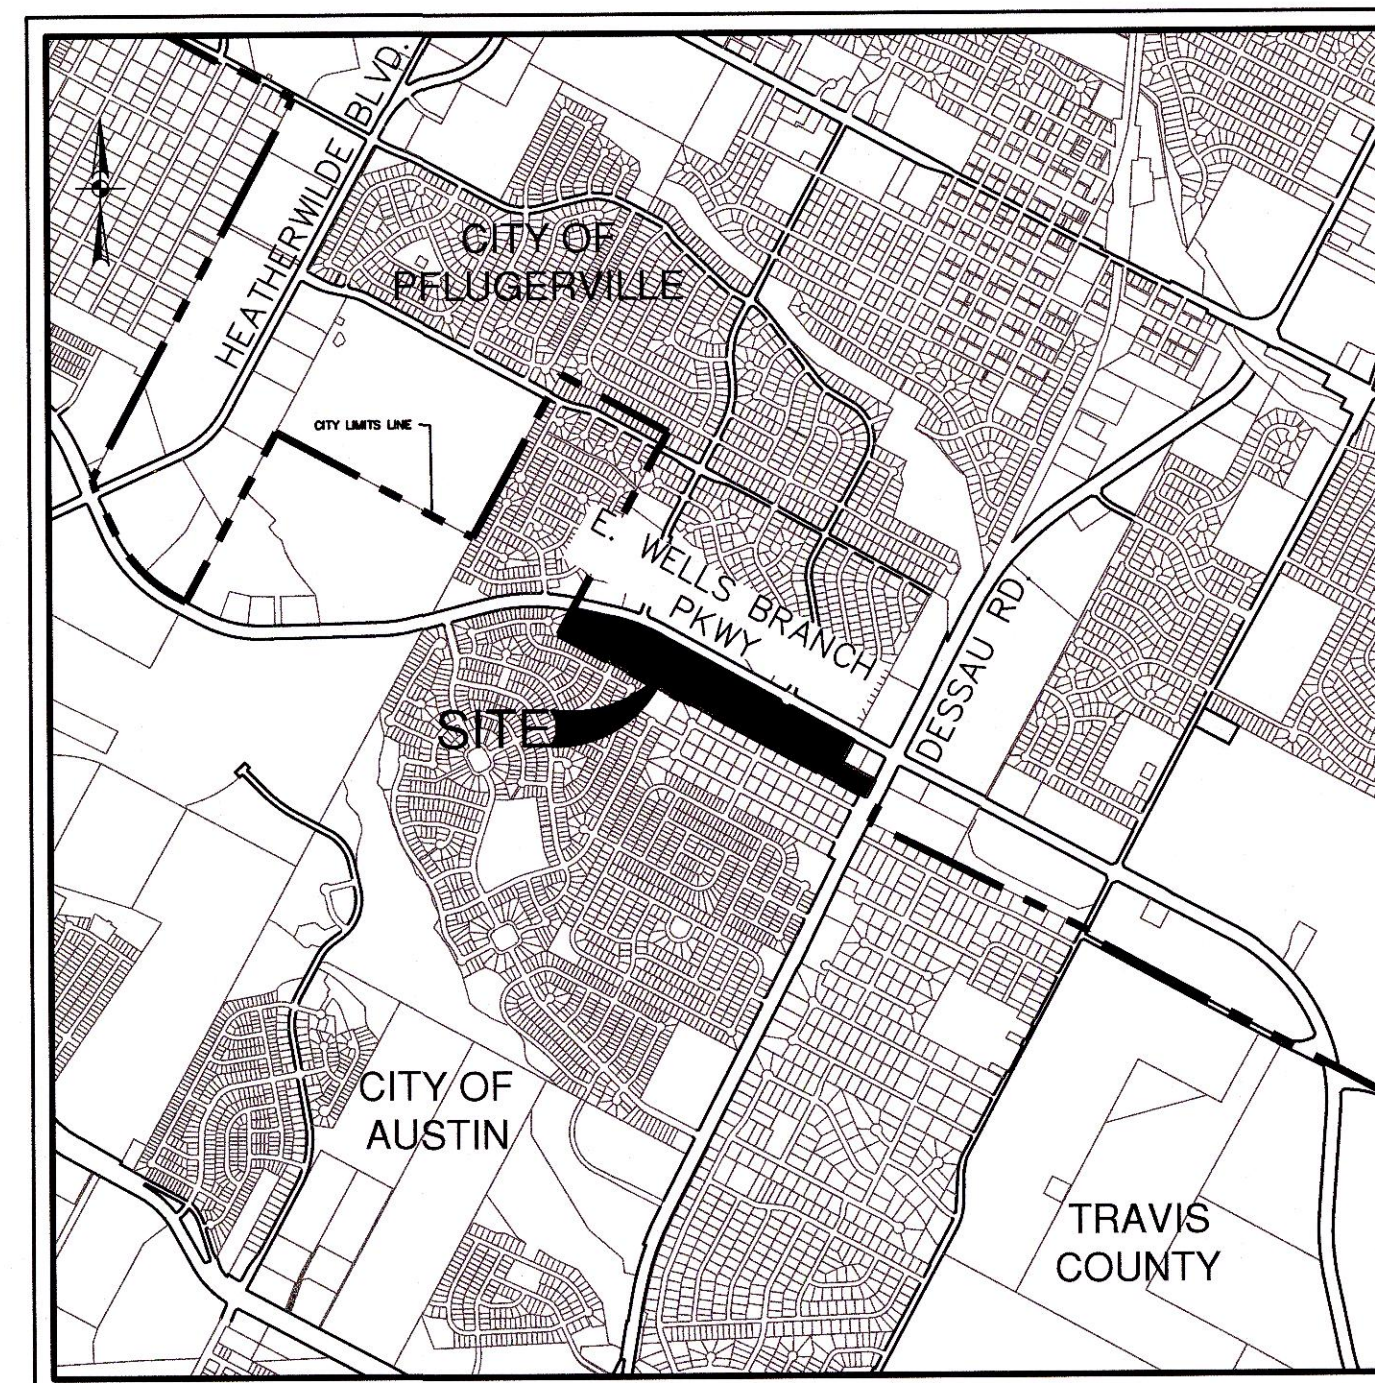 HEATHERWILDE BLVD.
CITY OF
PFLUGERVILLE
CITY LIMITS LINE
E. WELLS BRANCH
PKWY
DESSAU RD.
SITE
CITY OF
AUSTIN
TRAVIS
COUNTY